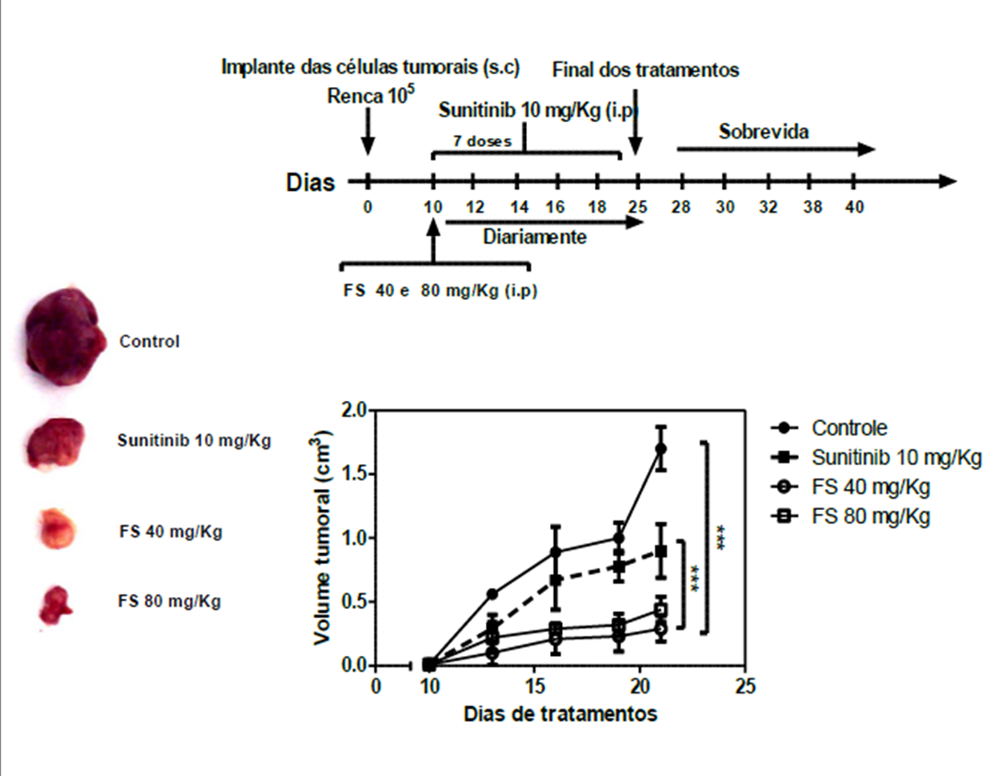 Implante das células tumorais (s.c)
Renca 10⁵
Final dos tratamentos
Sunitinib 10 mg/Kg (i.p)
7 doses
Sobrevida
Dias
0 10 12 14 16 18 25 28 30 32 38 40
Diariamente
FS 40 e 80 mg/Kg (i.p)
Control
Sunitinib 10 mg/Kg
FS 40 mg/Kg
FS 80 mg/Kg
Volume tumoral (cm³)
2.0
1.5
1.0
0.5
0.0
0 10 15 20 25
Dias de tratamentos
***
***
Controle
Sunitinib 10 mg/Kg
FS 40 mg/Kg
FS 80 mg/Kg